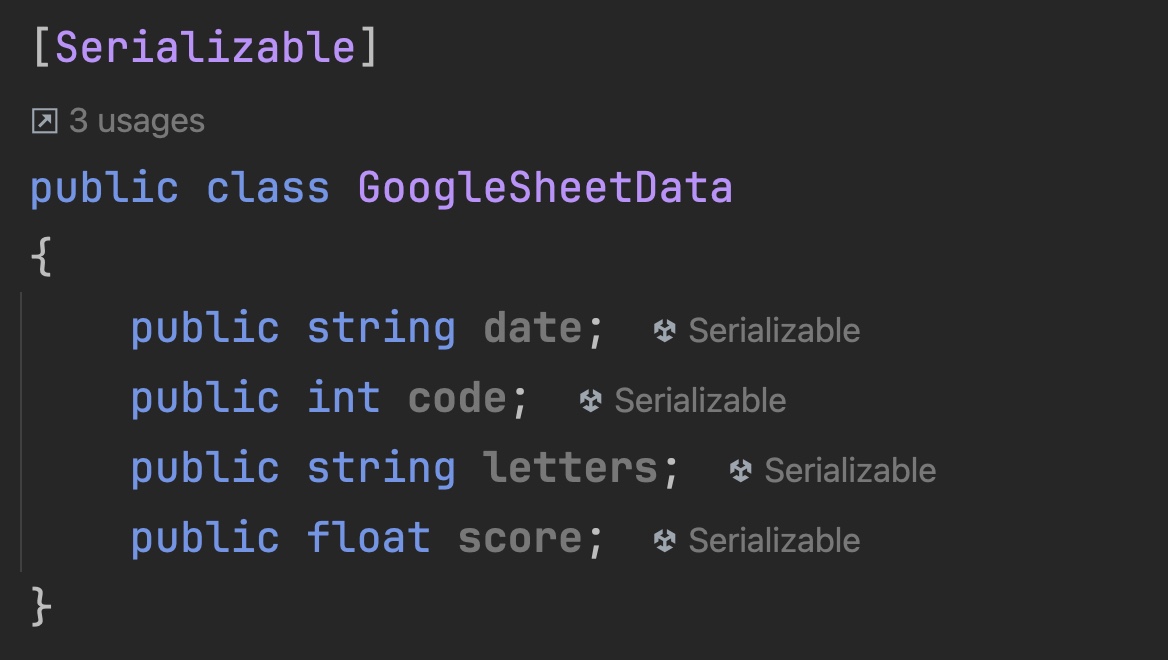 [Serializable]
3 usages
public class GoogleSheetData
{
public string date; Serializable
public int code; Serializable
public string letters; Serializable
public float score; Serializable
}